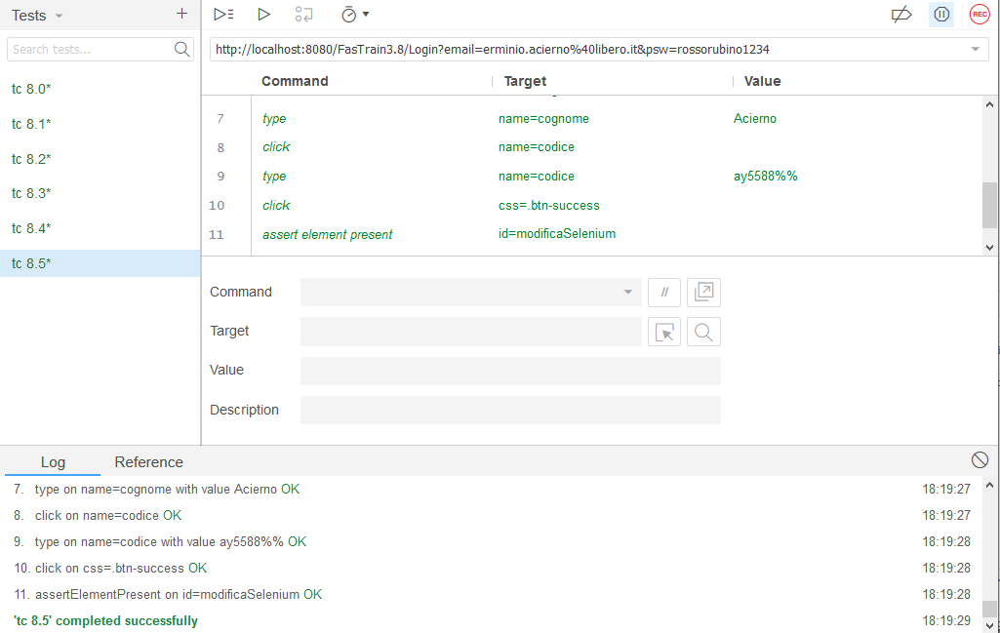 Tests
Search tests...
tc 8.0*
tc 8.1*
tc 8.2*
tc 8.3*
tc 8.4*
tc 8.5*
REC
http://localhost:8080/FasTrain3.8/Login?email=erminio.acierno%40libero.it&psw=rossorubino1234
Command Target Value
7 type name=cognome Acierno
8 click name=codice
9 type name=codice ay5588%%
10 click css=.btn-success
11 assert element present id=modificaSelenium
Command //
Target
Value
Description
Log Reference
7. type on name=cognome with value Acierno OK 18:19:27
8. click on name=codice OK 18:19:27
9. type on name=codice with value ay5588%% OK 18:19:28
10. click on css=.btn-success OK 18:19:28
11. assertElementPresent on id=modificaSelenium OK 18:19:28
'tc 8.5' completed successfully 18:19:29